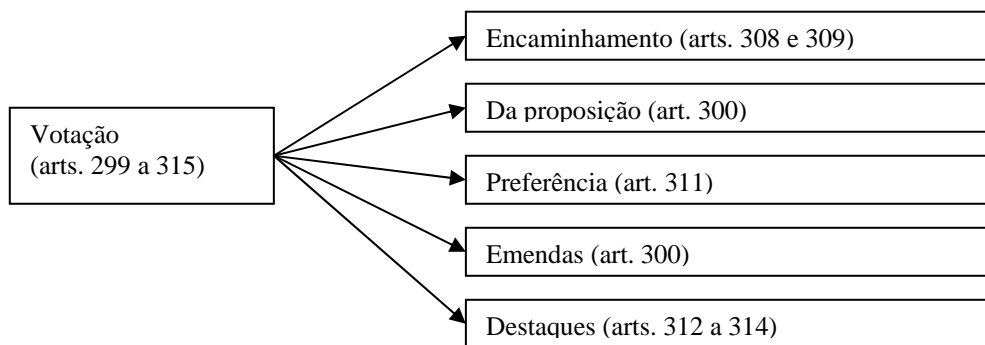 Votação
(arts. 299 a 315)
Encaminhamento (arts. 308 e 309)
Da proposição (art. 300)
Preferência (art. 311)
Emendas (art. 300)
Destaques (arts. 312 a 314)